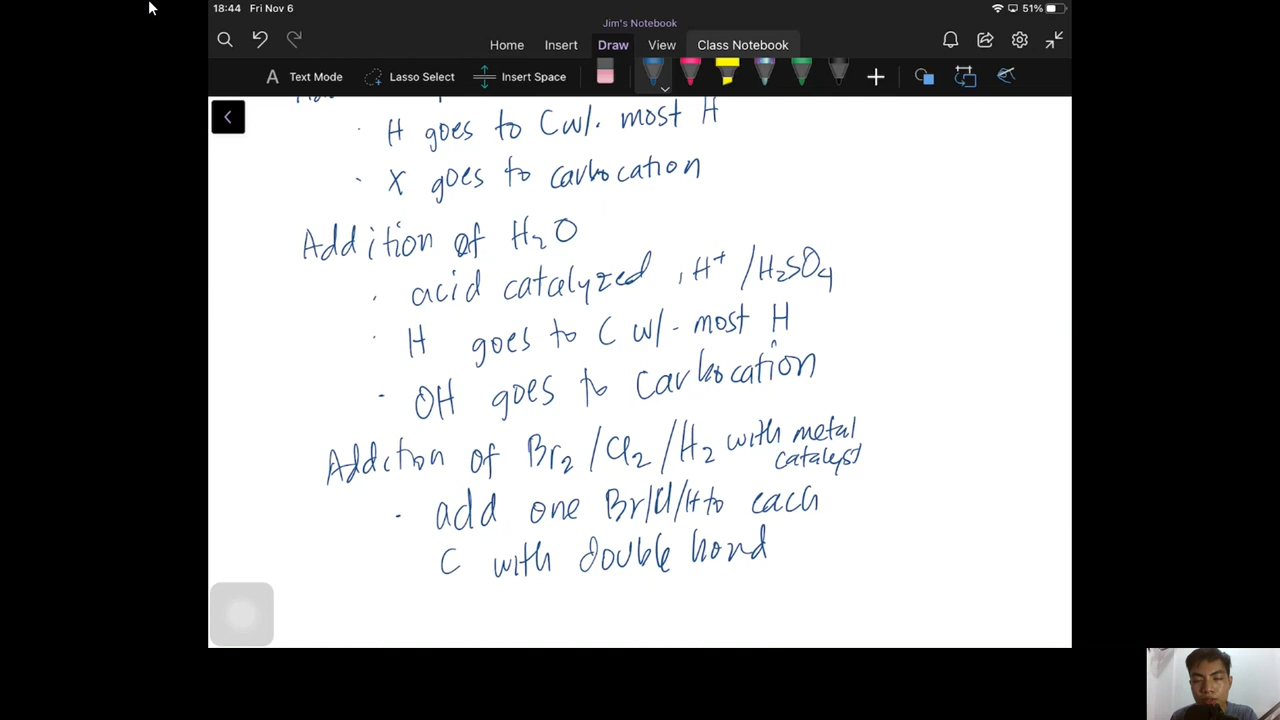 18:44 Fri Nov 6
51%
Jim's Notebook
Home Insert Draw View Class Notebook
Text Mode Lasso Select Insert Space
· H goes to C w/. most H
· X goes to carbocation
Addition of H2O
· acid catalyzed, H+ / H2SO4
· H goes to C w/. most H
· OH goes to carbocation
Addition of Br2 / Cl2 / H2 with metal
catalyst
· add one Br/Cl/H to each
C with double bond